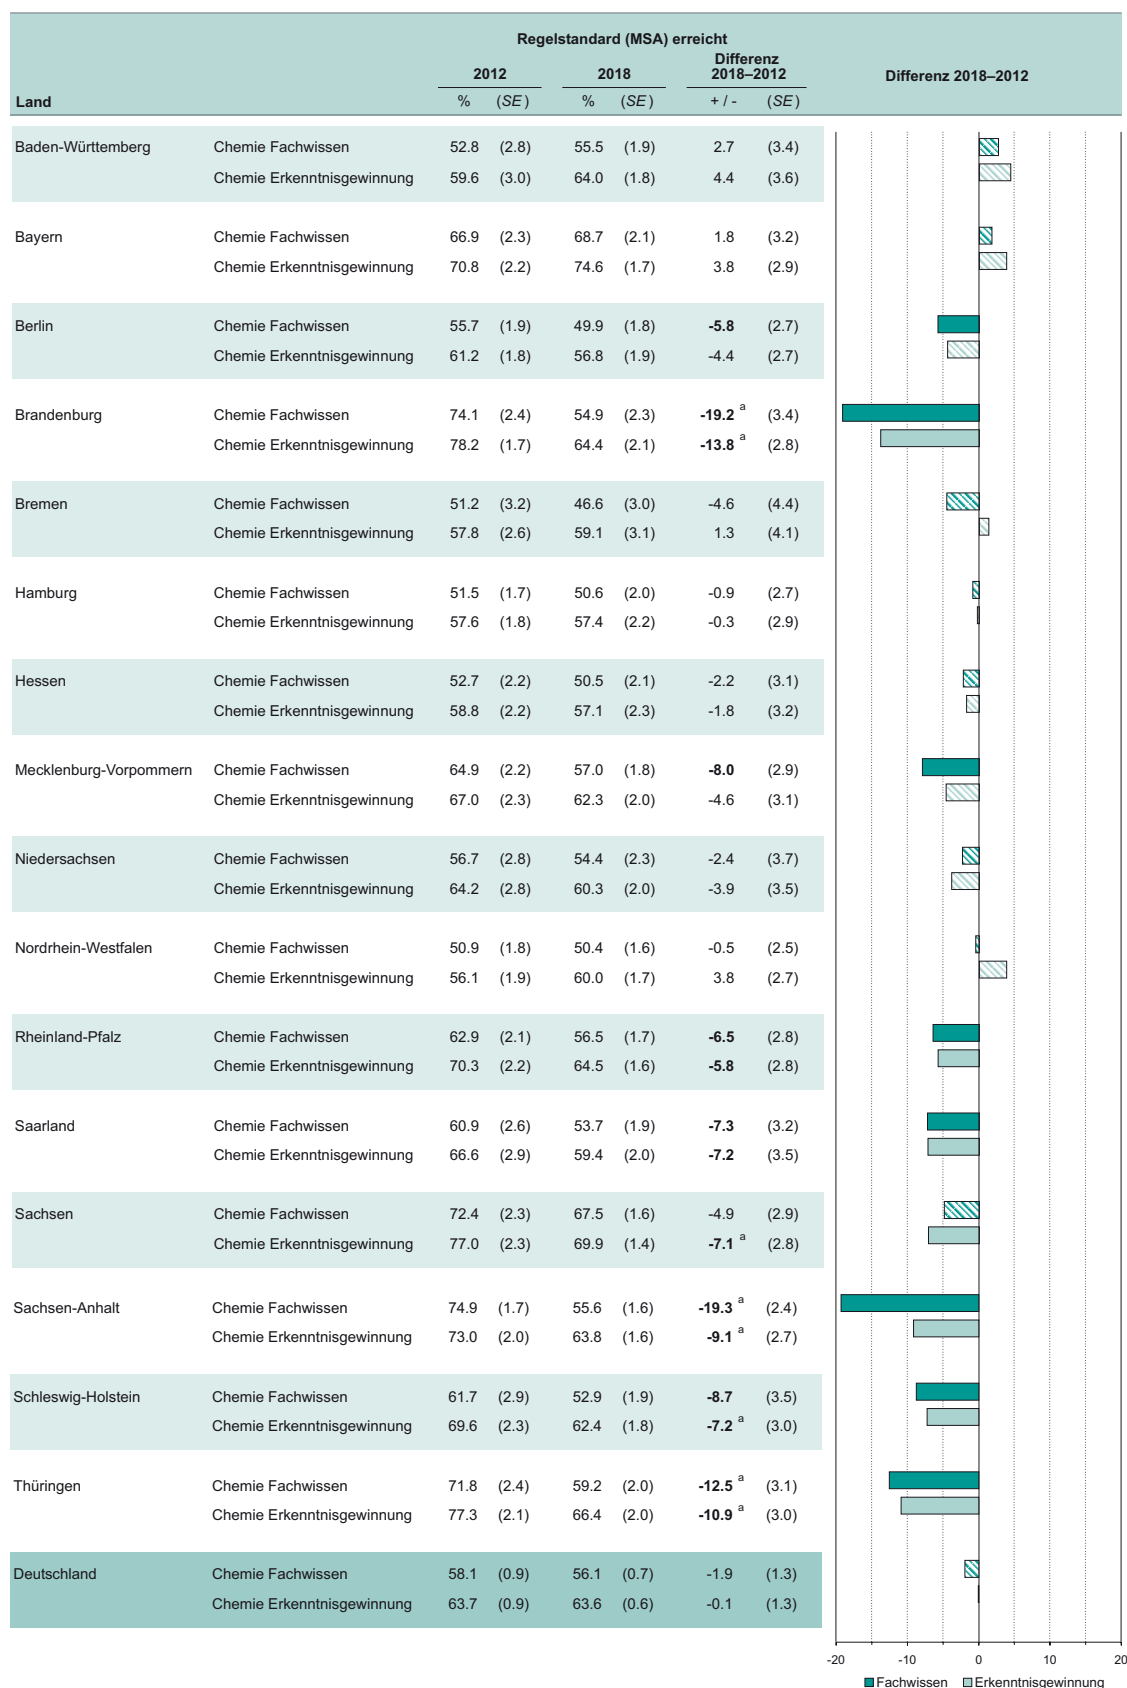 Regelstandard (MSA) erreicht
2012 2018 Differenz 2018–2012 Differenz 2018–2012
Land % (SE) % (SE) + / - (SE)
Baden-Württemberg Chemie Fachwissen 52.8 (2.8) 55.5 (1.9) 2.7 (3.4)
Chemie Erkenntnisgewinnung 59.6 (3.0) 64.0 (1.8) 4.4 (3.6)
Bayern Chemie Fachwissen 66.9 (2.3) 68.7 (2.1) 1.8 (3.2)
Chemie Erkenntnisgewinnung 70.8 (2.2) 74.6 (1.7) 3.8 (2.9)
Berlin Chemie Fachwissen 55.7 (1.9) 49.9 (1.8) -5.8 (2.7)
Chemie Erkenntnisgewinnung 61.2 (1.8) 56.8 (1.9) -4.4 (2.7)
Brandenburg Chemie Fachwissen 74.1 (2.4) 54.9 (2.3) -19.2 a (3.4)
Chemie Erkenntnisgewinnung 78.2 (1.7) 64.4 (2.1) -13.8 a (2.8)
Bremen Chemie Fachwissen 51.2 (3.2) 46.6 (3.0) -4.6 (4.4)
Chemie Erkenntnisgewinnung 57.8 (2.6) 59.1 (3.1) 1.3 (4.1)
Hamburg Chemie Fachwissen 51.5 (1.7) 50.6 (2.0) -0.9 (2.7)
Chemie Erkenntnisgewinnung 57.6 (1.8) 57.4 (2.2) -0.3 (2.9)
Hessen Chemie Fachwissen 52.7 (2.2) 50.5 (2.1) -2.2 (3.1)
Chemie Erkenntnisgewinnung 58.8 (2.2) 57.1 (2.3) -1.8 (3.2)
Mecklenburg-Vorpommern Chemie Fachwissen 64.9 (2.2) 57.0 (1.8) -8.0 (2.9)
Chemie Erkenntnisgewinnung 67.0 (2.3) 62.3 (2.0) -4.6 (3.1)
Niedersachsen Chemie Fachwissen 56.7 (2.8) 54.4 (2.3) -2.4 (3.7)
Chemie Erkenntnisgewinnung 64.2 (2.8) 60.3 (2.0) -3.9 (3.5)
Nordrhein-Westfalen Chemie Fachwissen 50.9 (1.8) 50.4 (1.6) -0.5 (2.5)
Chemie Erkenntnisgewinnung 56.1 (1.9) 60.0 (1.7) 3.8 (2.7)
Rheinland-Pfalz Chemie Fachwissen 62.9 (2.1) 56.5 (1.7) -6.5 (2.8)
Chemie Erkenntnisgewinnung 70.3 (2.2) 64.5 (1.6) -5.8 (2.8)
Saarland Chemie Fachwissen 60.9 (2.6) 53.7 (1.9) -7.3 (3.2)
Chemie Erkenntnisgewinnung 66.6 (2.9) 59.4 (2.0) -7.2 (3.5)
Sachsen Chemie Fachwissen 72.4 (2.3) 67.5 (1.6) -4.9 (2.9)
Chemie Erkenntnisgewinnung 77.0 (2.3) 69.9 (1.4) -7.1 a (2.8)
Sachsen-Anhalt Chemie Fachwissen 74.9 (1.7) 55.6 (1.6) -19.3 a (2.4)
Chemie Erkenntnisgewinnung 73.0 (2.0) 63.8 (1.6) -9.1 a (2.7)
Schleswig-Holstein Chemie Fachwissen 61.7 (2.9) 52.9 (1.9) -8.7 (3.5)
Chemie Erkenntnisgewinnung 69.6 (2.3) 62.4 (1.8) -7.2 a (3.0)
Thüringen Chemie Fachwissen 71.8 (2.4) 59.2 (2.0) -12.5 a (3.1)
Chemie Erkenntnisgewinnung 77.3 (2.1) 66.4 (2.0) -10.9 a (3.0)
Deutschland Chemie Fachwissen 58.1 (0.9) 56.1 (0.7) -1.9 (1.3)
Chemie Erkenntnisgewinnung 63.7 (0.9) 63.6 (0.6) -0.1 (1.3)
-20 -10 0 10 20
Fachwissen Erkenntnisgewinnung